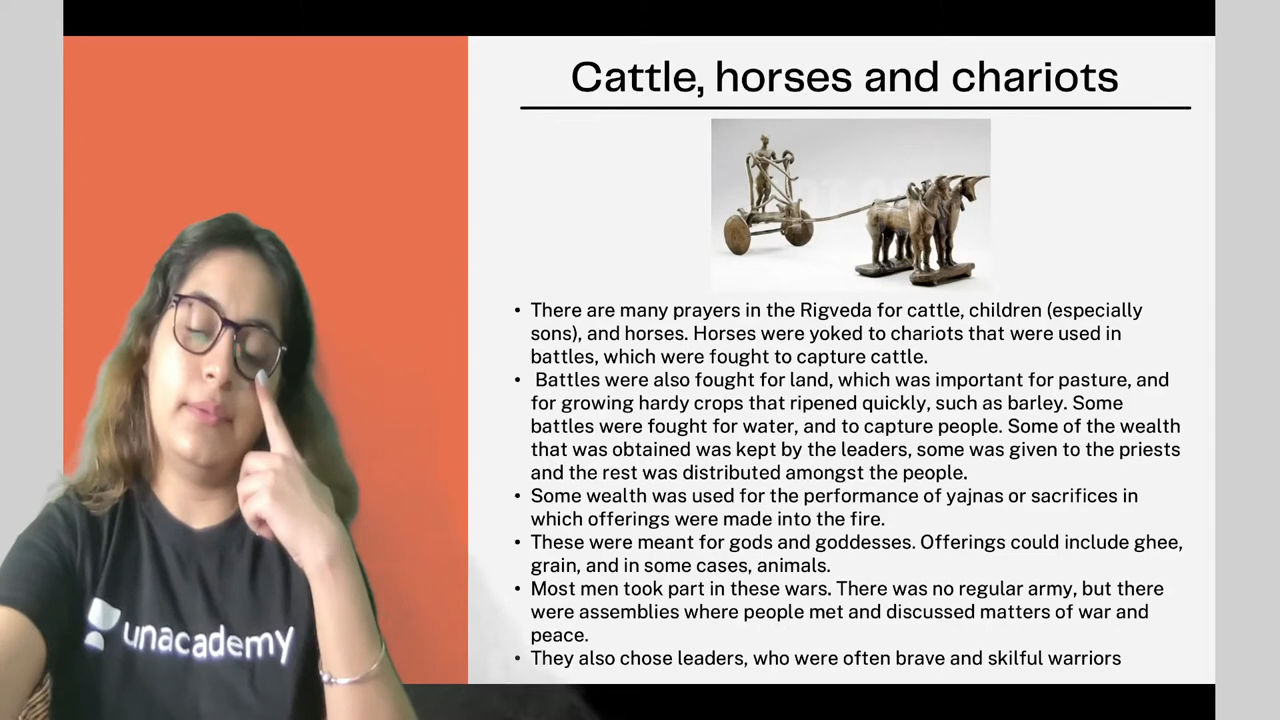 Cattle, horses and chariots
• There are many prayers in the Rigveda for cattle, children (especially
sons), and horses. Horses were yoked to chariots that were used in
battles, which were fought to capture cattle.
• Battles were also fought for land, which was important for pasture, and
for growing hardy crops that ripened quickly, such as barley. Some
battles were fought for water, and to capture people. Some of the wealth
that was obtained was kept by the leaders, some was given to the priests
and the rest was distributed amongst the people.
• Some wealth was used for the performance of yajnas or sacrifices in
which offerings were made into the fire.
• These were meant for gods and goddesses. Offerings could include ghee,
grain, and in some cases, animals.
• Most men took part in these wars. There was no regular army, but there
were assemblies where people met and discussed matters of war and
peace.
• They also chose leaders, who were often brave and skilful warriors
unacademy